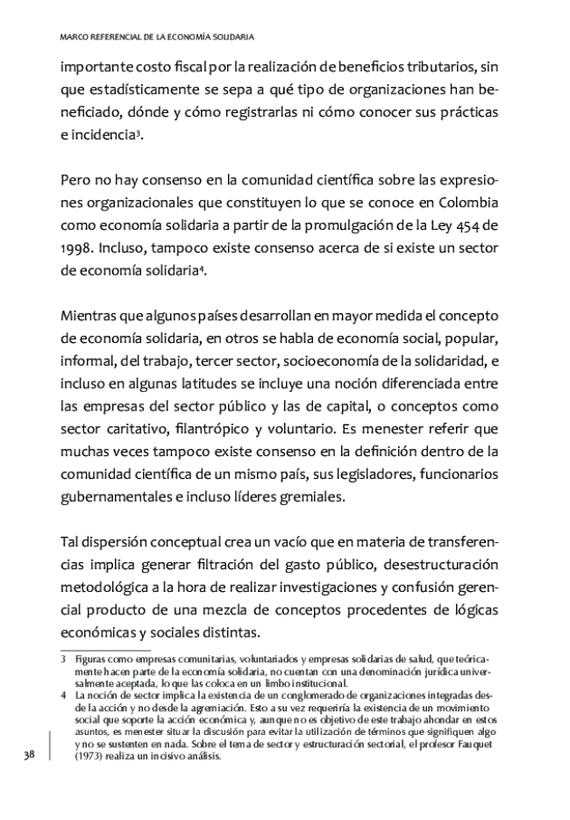 MARCO REFERENCIAL DE LA ECONOMÍA SOLIDARIA
importante costo fiscal por la realización de beneficios tributarios, sin
que estadísticamente se sepa a qué tipo de organizaciones han be-
neficiado, dónde y cómo registrarlas ni cómo conocer sus prácticas
e incidencia³.
Pero no hay consenso en la comunidad científica sobre las expresio-
nes organizacionales que constituyen lo que se conoce en Colombia
como economía solidaria a partir de la promulgación de la Ley 454 de
1998. Incluso, tampoco existe consenso acerca de si existe un sector
de economía solidaria⁴.
Mientras que algunos países desarrollan en mayor medida el concepto
de economía solidaria, en otros se habla de economía social, popular,
informal, del trabajo, tercer sector, socioeconomía de la solidaridad, e
incluso en algunas latitudes se incluye una noción diferenciada entre
las empresas del sector público y las de capital, o conceptos como
sector caritativo, filantrópico y voluntario. Es menester referir que
muchas veces tampoco existe consenso en la definición dentro de la
comunidad científica de un mismo país, sus legisladores, funcionarios
gubernamentales e incluso líderes gremiales.
Tal dispersión conceptual crea un vacío que en materia de transferen-
cias implica generar filtración del gasto público, desestructuración
metodológica a la hora de realizar investigaciones y confusión geren-
cial producto de una mezcla de conceptos procedentes de lógicas
económicas y sociales distintas.
3 Figuras como empresas comunitarias, voluntariados y empresas solidarias de salud, que teórica-
mente hacen parte de la economía solidaria, no cuentan con una denominación jurídica univer-
salmente aceptada, lo que las coloca en un limbo institucional.
4 La noción de sector implica la existencia de un conglomerado de organizaciones integradas des-
de la acción y no desde la agremiación. Esto a su vez requeriría la existencia de un movimiento
social que soporte la acción económica y, aunque no es objetivo de este trabajo ahondar en estos
asuntos, es menester situar la discusión para evitar la utilización de términos que signifiquen algo
y no se sustenten en nada. Sobre el tema de sector y estructuración sectorial, el profesor Fauquet
(1973) realiza un incisivo análisis.
38